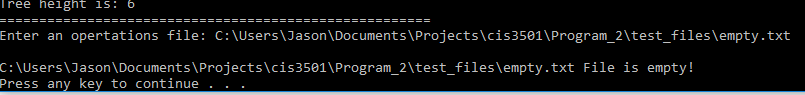 Tree height is: 6
====================================================
Enter an opertations file: C:\Users\Jason\Documents\Projects\cis3501\Program_2\test_files\empty.txt
C:\Users\Jason\Documents\Projects\cis3501\Program_2\test_files\empty.txt File is empty!
Press any key to continue . . .